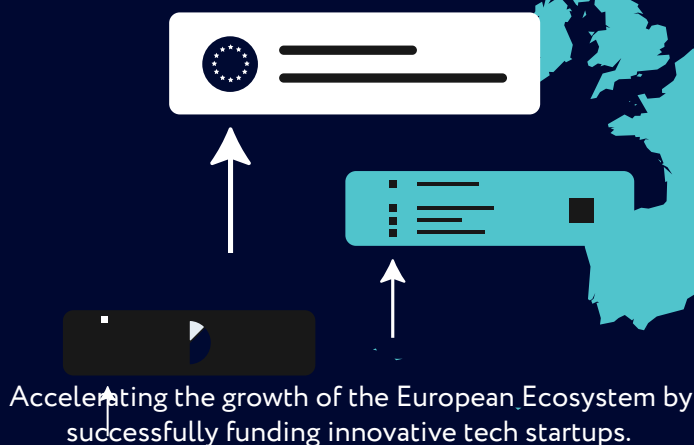 Accelerating the growth of the European Ecosystem by
successfully funding innovative tech startups.